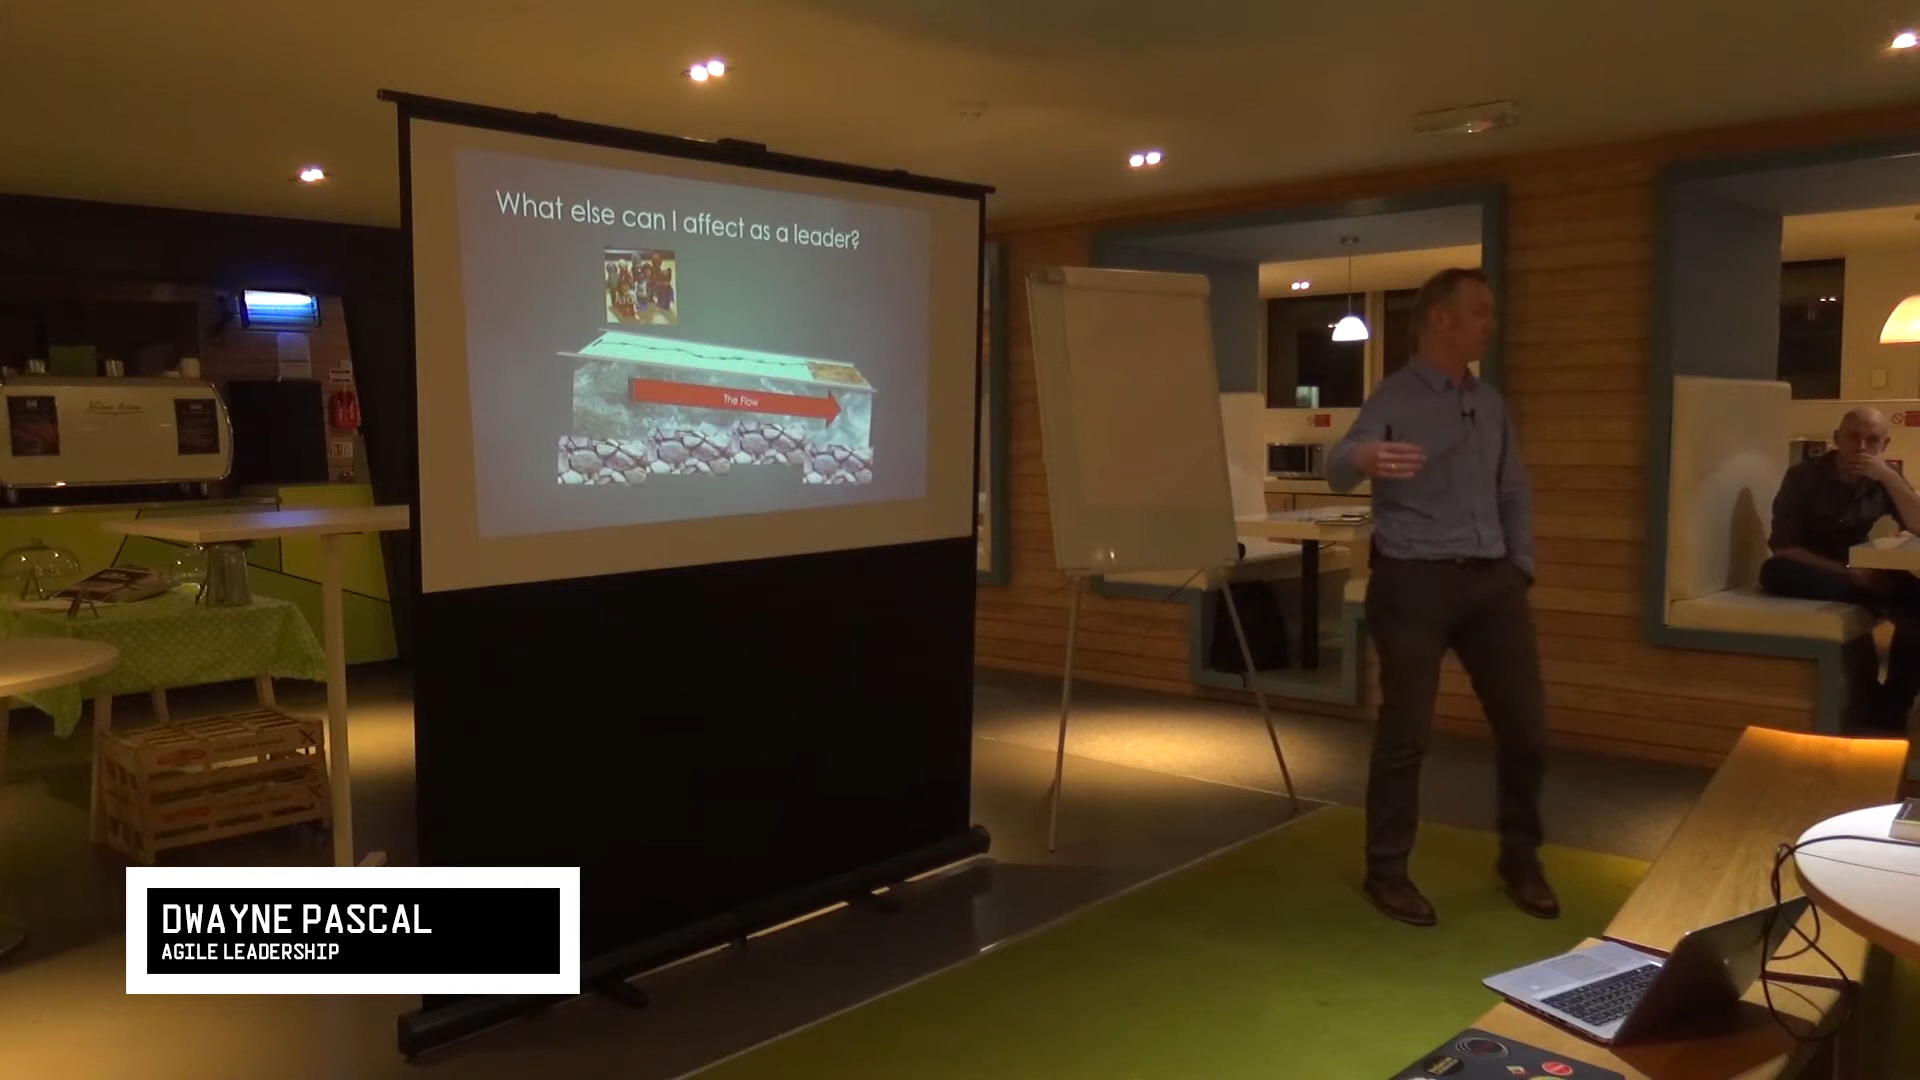 What else can I affect as a leader?
The Flow
DWAYNE PASCAL
AGILE LEADERSHIP